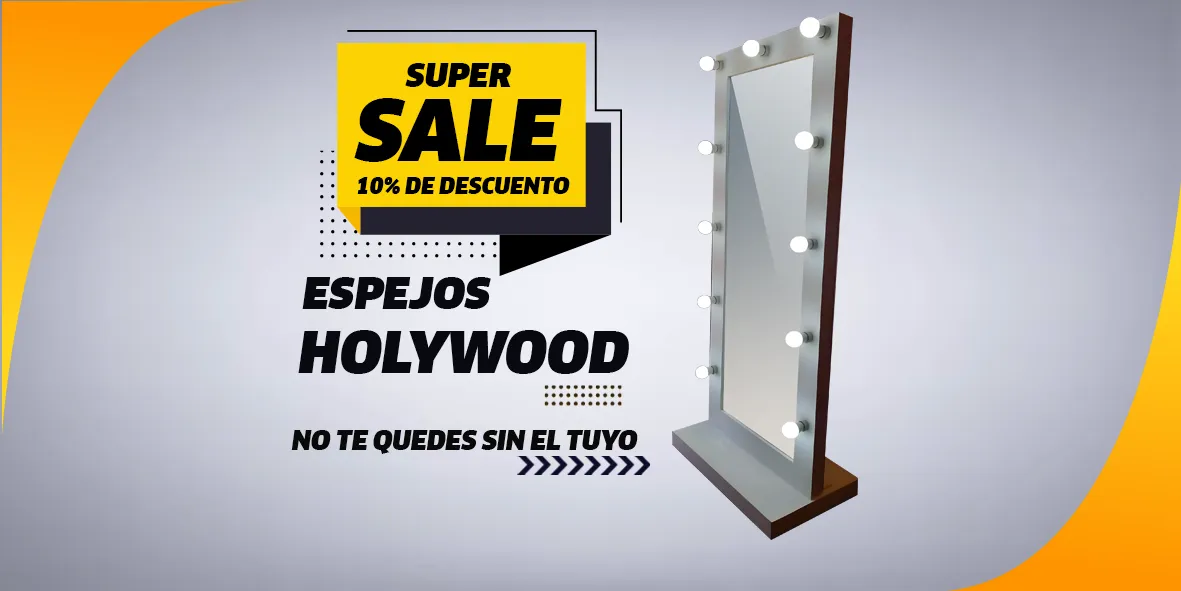 SUPER
SALE
10% DE DESCUENTO
ESPEJOS
HOLYWOOD
NO TE QUEDES SIN EL TUYO